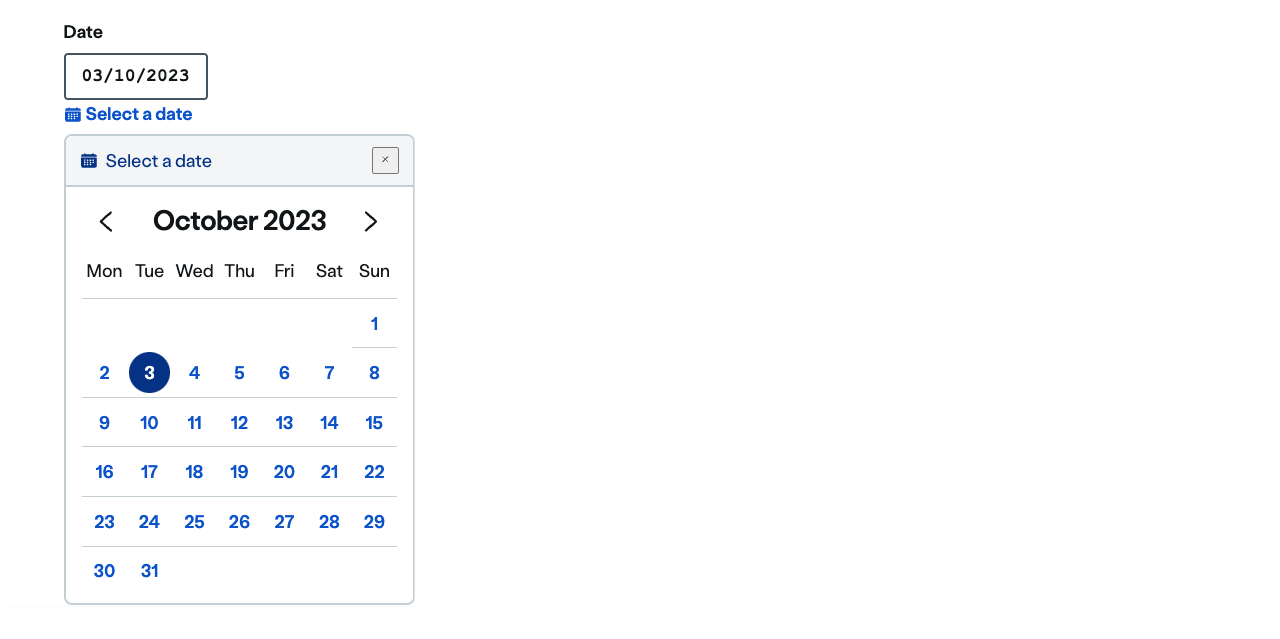 Date
03/10/2023
Select a date
Select a date ×
October 2023
Mon Tue Wed Thu Fri Sat Sun
1
2 3 4 5 6 7 8
9 10 11 12 13 14 15
16 17 18 19 20 21 22
23 24 25 26 27 28 29
30 31